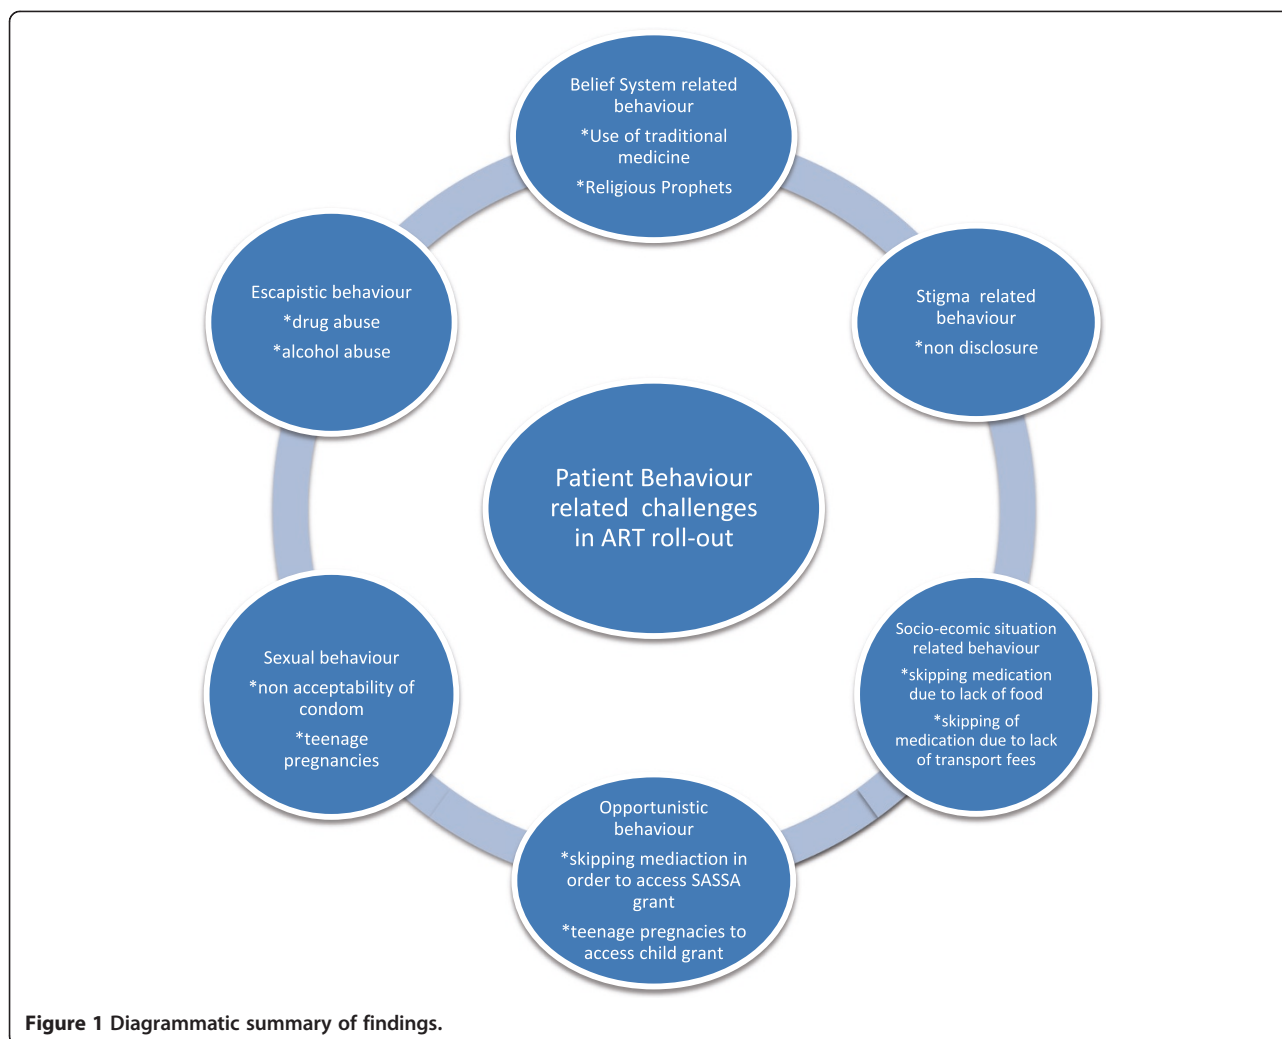 Belief System related
behaviour
*Use of traditional
medicine
*Religious Prophets
Stigma related
behaviour
*non disclosure
Socio-ecomic situation
related behaviour
*skipping medication
due to lack of food
*skipping of
medication due to lack
of transport fees
Opportunistic
behaviour
*skipping mediaction in
order to access SASSA
grant
*teenage pregnacies to
access child grant
Sexual behaviour
*non acceptability of
condom
*teenage
pregnancies
Escapistic behaviour
*drug abuse
*alcohol abuse
Patient Behaviour
related challenges
in ART roll-out
Figure 1 Diagrammatic summary of findings.